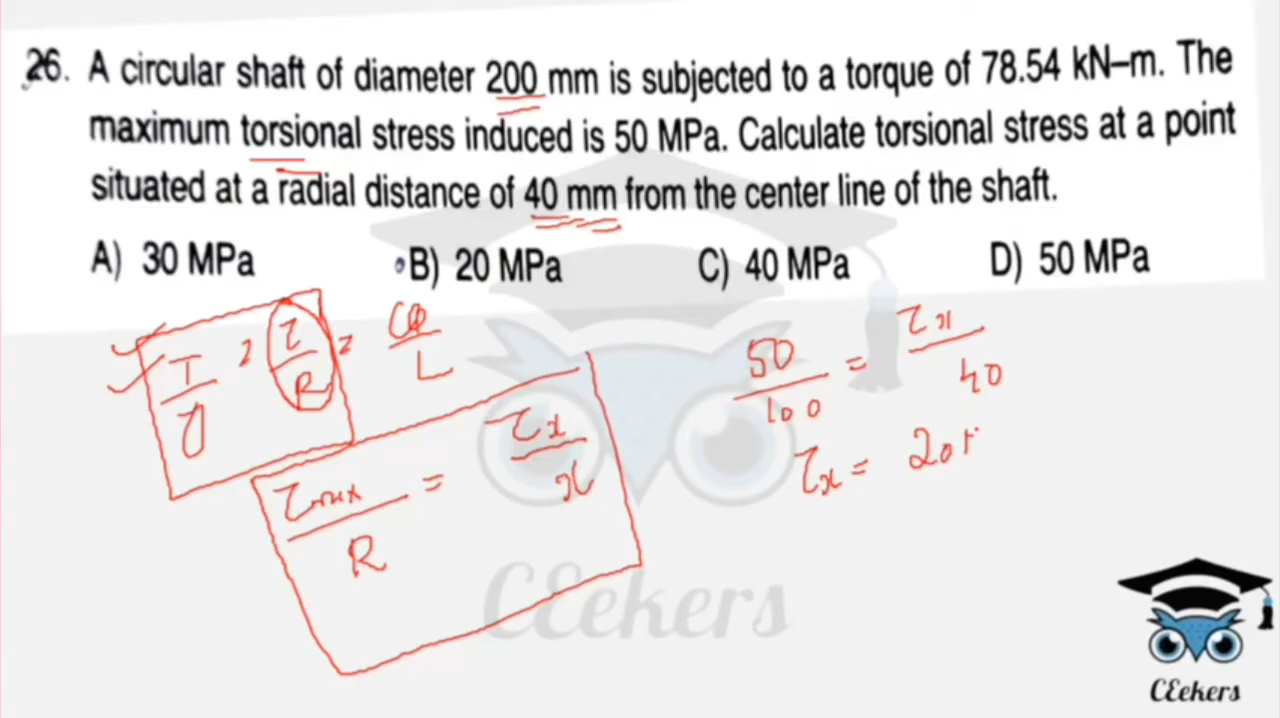 26. A circular shaft of diameter 200 mm is subjected to a torque of 78.54 kN–m. The
maximum torsional stress induced is 50 MPa. Calculate torsional stress at a point
situated at a radial distance of 40 mm from the center line of the shaft.
A) 30 MPa B) 20 MPa C) 40 MPa D) 50 MPa
T/J = τ/R = Cθ/L
τmax/R = τx/x
50/100 = τx/40
τx = 20
CEekers
CEekers